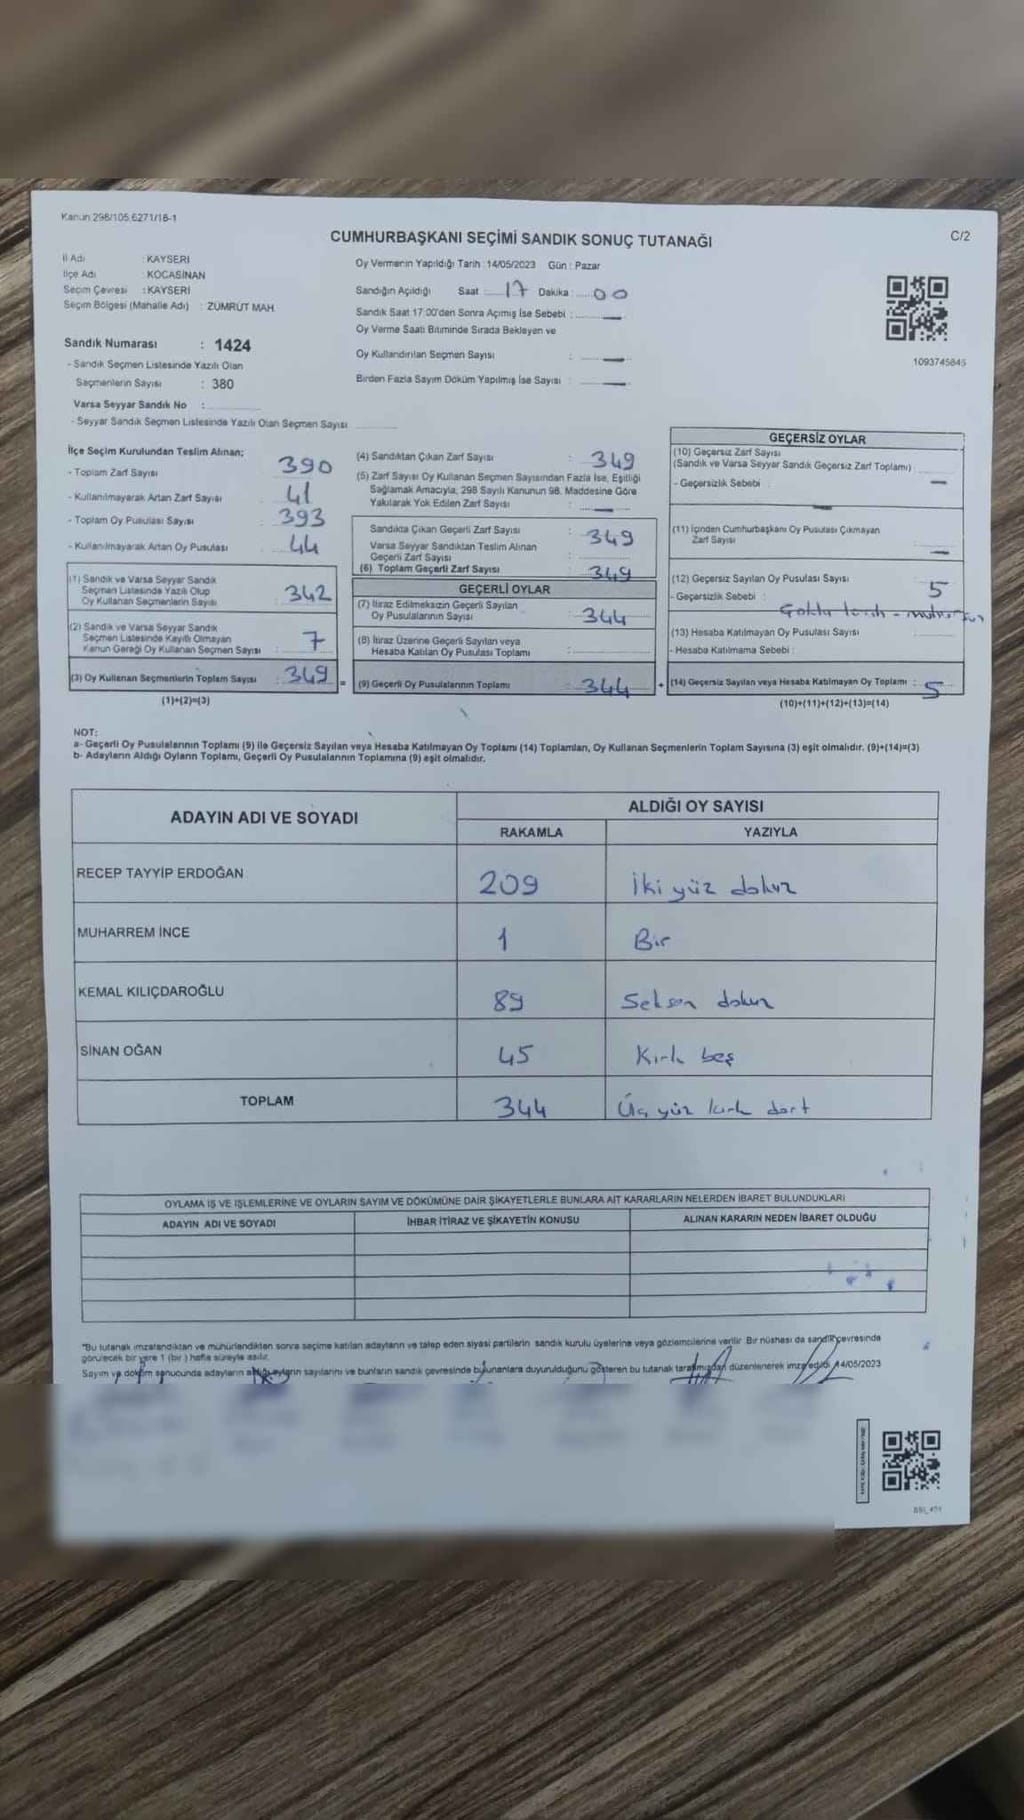 Kanun 298/105,6271/18-1
CUMHURBAŞKANI SEÇİMİ SANDIK SONUÇ TUTANAĞI
C/2
İl Adı : KAYSERİ
İlçe Adı : KOCASİNAN
Seçim Çevresi : KAYSERİ
Seçim Bölgesi (Mahalle Adı) : ZÜMRÜT MAH.
Sandık Numarası : 1424
- Sandık Seçmen Listesinde Yazılı Olan
Seçmenlerin Sayısı : 380
Varsa Seyyar Sandık No :
- Seyyar Sandık Seçmen Listesinde Yazılı Olan Seçmen Sayısı
Oy Vermenin Yapıldığı Tarih : 14/05/2023 Gün : Pazar
Sandığın Açıldığı Saat : 17 Dakika : 00
Sandık Saat 17:00'den Sonra Açımış İse Sebebi : —
Oy Verme Saati Bitiminde Sırada Bekleyen ve
Oy Kullandırılan Seçmen Sayısı : —
Birden Fazla Sayım Döküm Yapılmış İse Sayısı : —
1093745845
İlçe Seçim Kurulundan Teslim Alınan;
- Toplam Zarf Sayısı 390
- Kullanılmayarak Artan Zarf Sayısı 41
- Toplam Oy Pusulası Sayısı 393
- Kullanılmayarak Artan Oy Pusulası 44
(1) Sandık ve Varsa Seyyar Sandık
Seçmen Listesinde Yazılı Olup
Oy Kullanan Seçmenlerin Sayısı 342
(2) Sandık ve Varsa Seyyar Sandık
Seçmen Listesinde Kayıtlı Olmayan
Kanun Gereği Oy Kullanan Seçmen Sayısı 7
(3) Oy Kullanan Seçmenlerin Toplam Sayısı : 349 =
(1)+(2)=(3)
(4) Sandıktan Çıkan Zarf Sayısı : 349
(5) Zarf Sayısı Oy Kullanan Seçmen Sayısından Fazla İse, Eşitliği
Sağlamak Amacıyla, 298 Sayılı Kanunun 98. Maddesine Göre
Yakılarak Yok Edilen Zarf Sayısı : —
Sandıkta Çıkan Geçerli Zarf Sayısı : 349
Varsa Seyyar Sandıktan Teslim Alınan
Geçerli Zarf Sayısı :
(6) Toplam Geçerli Zarf Sayısı : 349
GEÇERLİ OYLAR
(7) İtiraz Edilmeksizin Geçerli Sayılan
Oy Pusulalarının Sayısı : 344
(8) İtiraz Üzerine Geçerli Sayılan veya
Hesaba Katılan Oy Pusulası Toplamı :
(9) Geçerli Oy Pusulalarının Toplamı : 344 +
GEÇERSİZ OYLAR
(10) Geçersiz Zarf Sayısı
(Sandık ve Varsa Seyyar Sandık Geçersiz Zarf Toplamı)
- Geçersizlik Sebebi : —
(11) İçinden Cumhurbaşkanı Oy Pusulası Çıkmayan
Zarf Sayısı —
(12) Geçersiz Sayılan Oy Pusulası Sayısı : 5
- Geçersizlik Sebebi :
(13) Hesaba Katılmayan Oy Pusulası Sayısı :
- Hesaba Katılmama Sebebi :
(14) Geçersiz Sayılan veya Hesaba Katılmayan Oy Toplamı : 5
(10)+(11)+(12)+(13)=(14)
NOT:
a- Geçerli Oy Pusulalarının Toplamı (9) ile Geçersiz Sayılan veya Hesaba Katılmayan Oy Toplamı (14) Toplamları, Oy Kullanan Seçmenlerin Toplam Sayısına (3) eşit olmalıdır. (9)+(14)=(3)
b- Adayların Aldığı Oyların Toplamı, Geçerli Oy Pusulalarının Toplamına (9) eşit olmalıdır.
ADAYIN ADI VE SOYADI
ALDIĞI OY SAYISI
RAKAMLA YAZIYLA
RECEP TAYYİP ERDOĞAN 209 İki yüz dokuz
MUHARREM İNCE 1 Bir
KEMAL KILIÇDAROĞLU 89 Seksen dokuz
SİNAN OĞAN 45 Kırk beş
TOPLAM 344 Üç yüz kırk dört
OYLAMA İŞ VE İŞLEMLERİNE VE OYLARIN SAYIM VE DÖKÜMÜNE DAİR ŞİKAYETLERLE BUNLARA AİT KARARLARIN NELERDEN İBARET BULUNDUKLARI
ADAYIN ADI VE SOYADI İHBAR İTİRAZ VE ŞİKAYETİN KONUSU ALINAN KARARIN NEDEN İBARET OLDUĞU
"Bu tutanak imzalandıktan ve mühürlendikten sonra seçime katılan adayların ve talep eden siyasi partilerin sandık kurulu üyelerine veya gözlemcilerine verilir. Bir nüshası da sandık çevresinde
görülecek bir yere 1 (bir) hafta süreyle asılır.
Sayım ve döküm sonucunda adayların aldığı oyların sayılarını ve bunların sandık çevresinde bulunanlara duyurulduğunu gösteren bu tutanak tarafımızdan düzenlenerek imza edildi. 14/05/2023